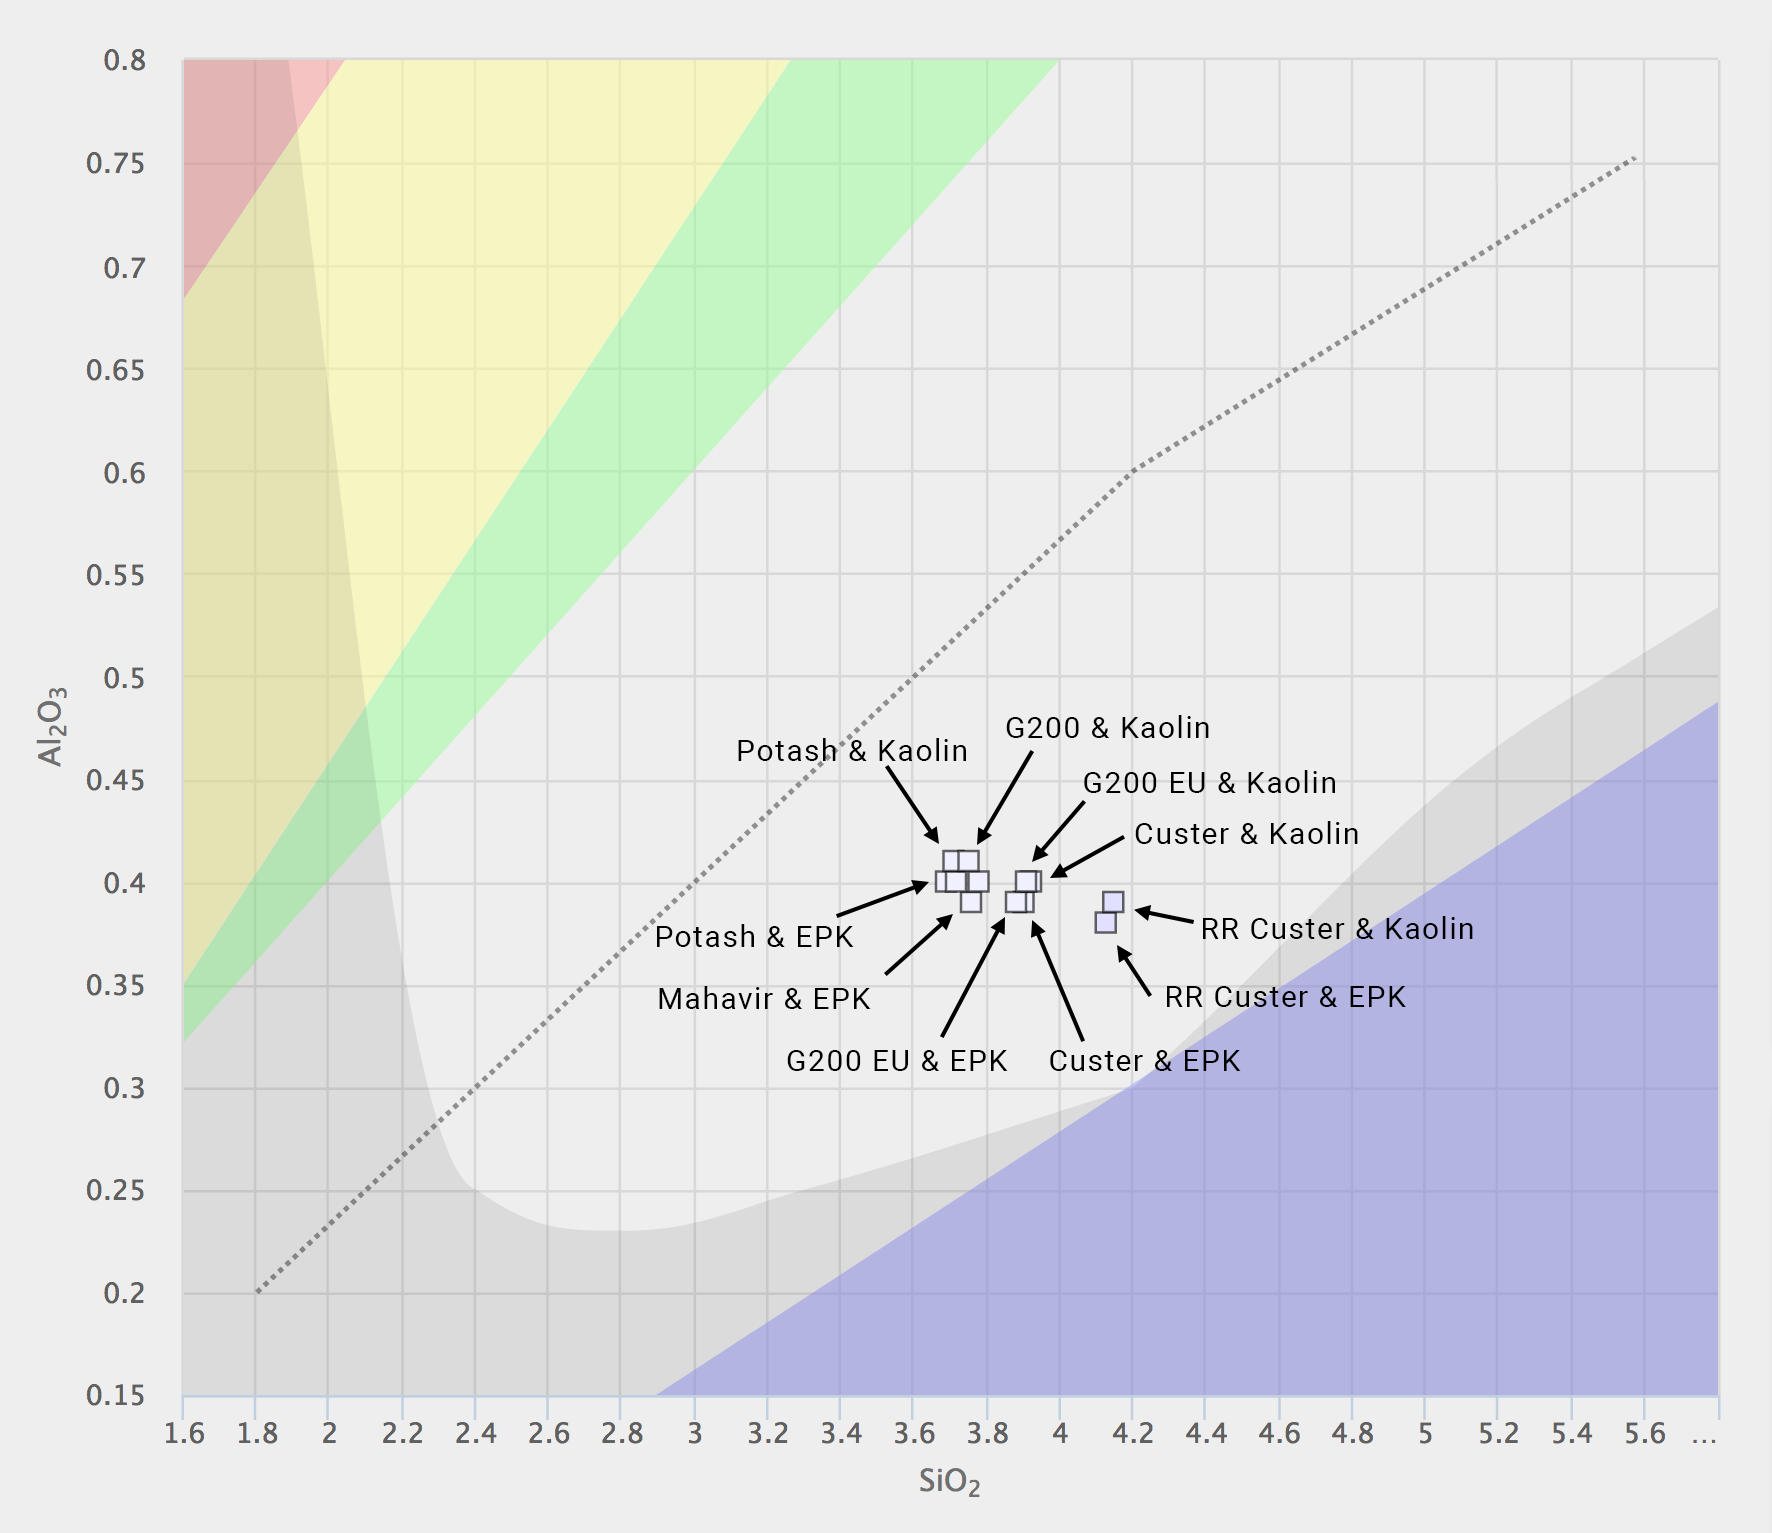 0.8
0.75
0.7
0.65
0.6
0.55
0.5
0.45
0.4
0.35
0.3
0.25
0.2
0.15
Al₂O₃
G200 & Kaolin
Potash & Kaolin
G200 EU & Kaolin
Custer & Kaolin
RR Custer & Kaolin
Potash & EPK
Mahavir & EPK
RR Custer & EPK
G200 EU & EPK
Custer & EPK
1.6 1.8 2 2.2 2.4 2.6 2.8 3 3.2 3.4 3.6 3.8 4 4.2 4.4 4.6 4.8 5 5.2 5.4 5.6 ...
SiO₂